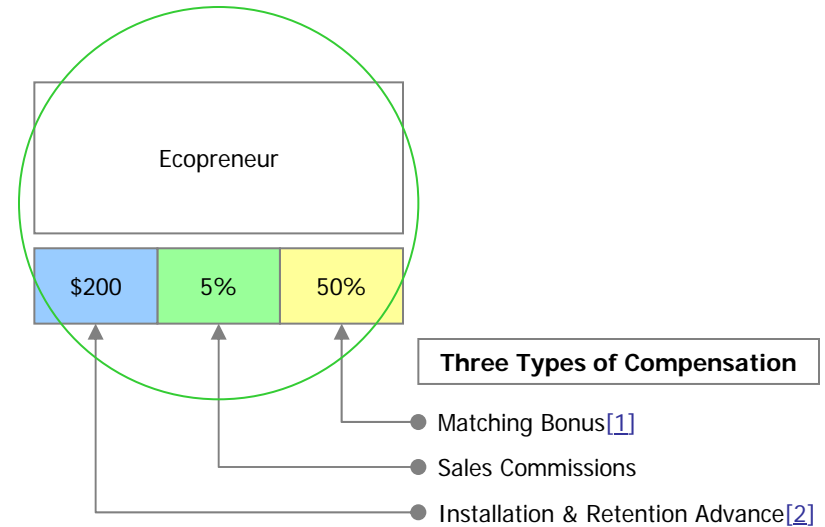 Ecopreneur
$200 5% 50%
Three Types of Compensation
Matching Bonus[1]
Sales Commissions
Installation & Retention Advance[2]